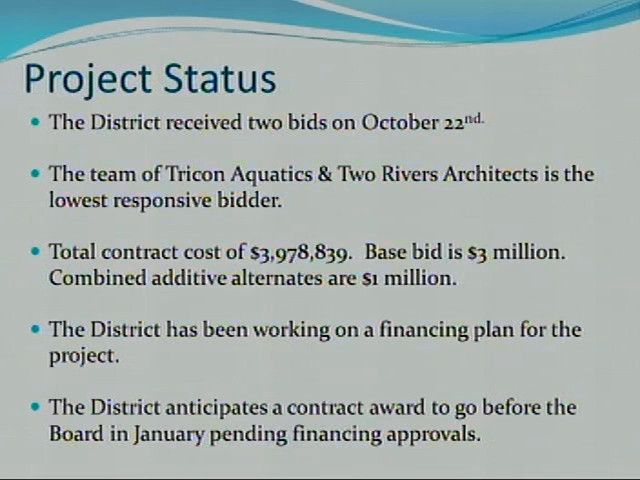 Project Status
• The District received two bids on October 22nd.
• The team of Tricon Aquatics & Two Rivers Architects is the
lowest responsive bidder.
• Total contract cost of $3,978,839. Base bid is $3 million.
Combined additive alternates are $1 million.
• The District has been working on a financing plan for the
project.
• The District anticipates a contract award to go before the
Board in January pending financing approvals.